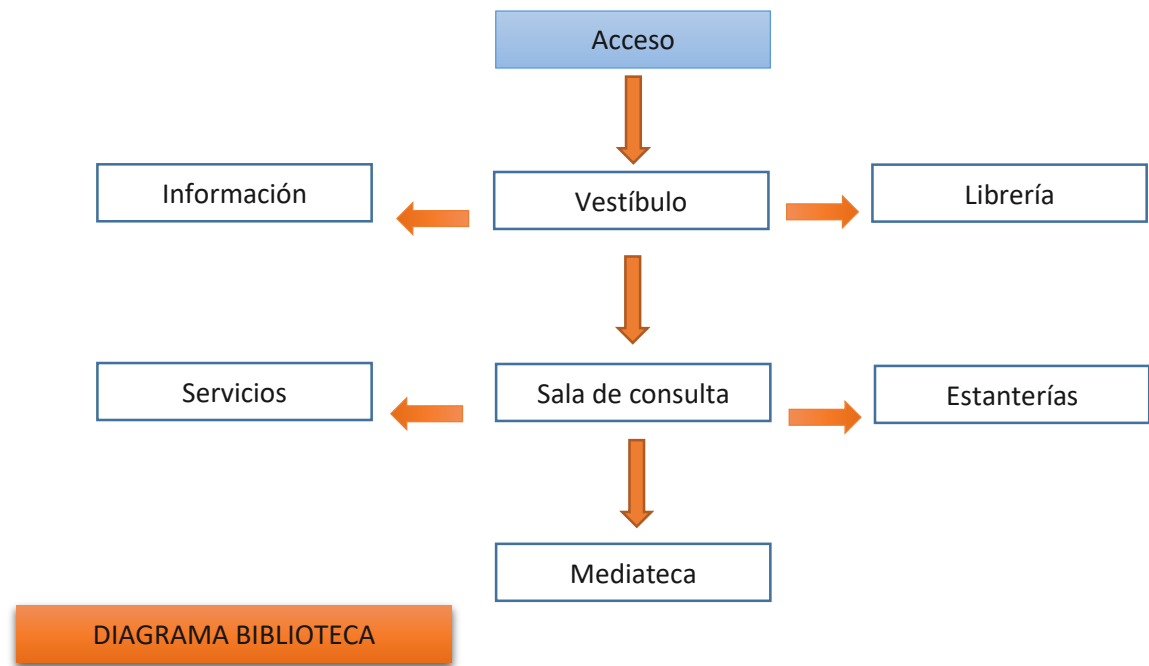 Acceso
Información
Vestíbulo
Librería
Servicios
Sala de consulta
Estanterías
Mediateca
DIAGRAMA BIBLIOTECA